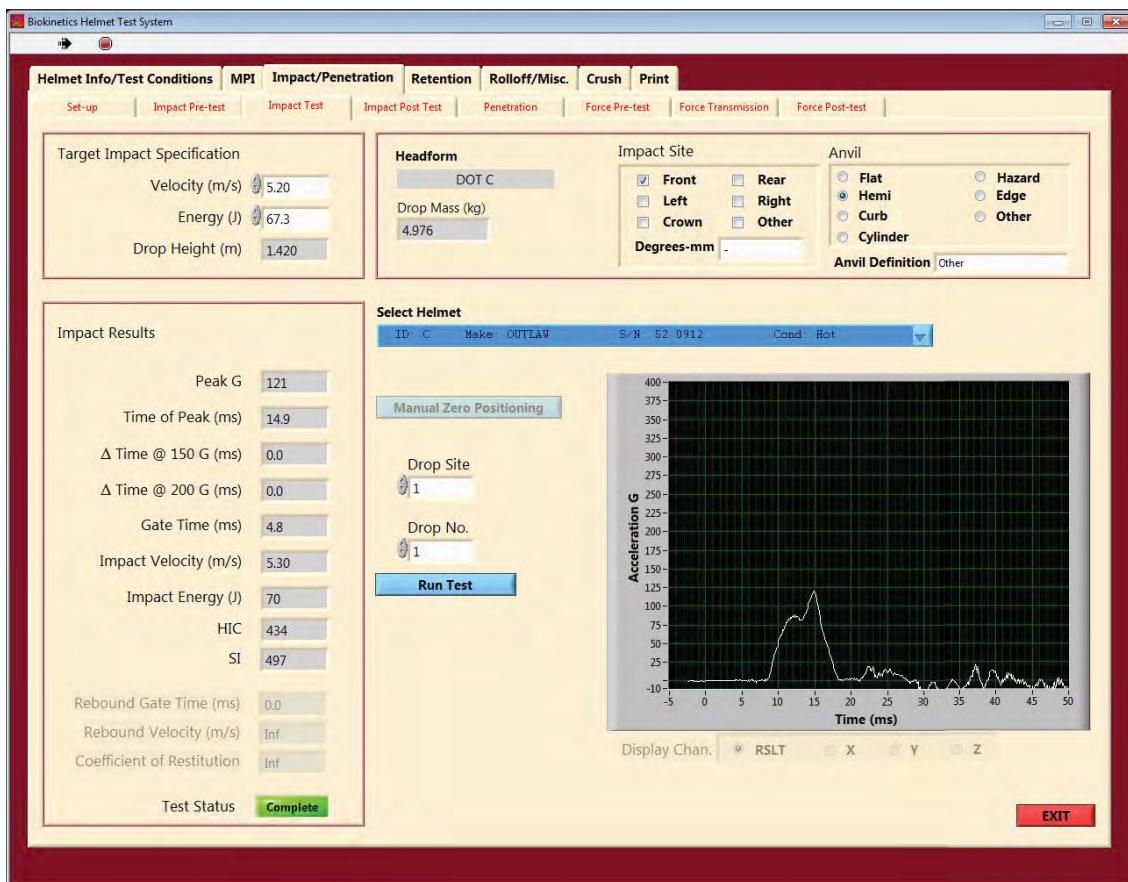 Biokinetics Helmet Test System
Helmet Info/Test Conditions MPI Impact/Penetration Retention Rolloff/Misc. Crush Print
Set-up Impact Pre-test Impact Test Impact Post Test Penetration Force Pre-test Force Transmission Force Post-test
Target Impact Specification
Velocity (m/s) 5.20
Energy (J) 67.3
Drop Height (m) 1.420
Headform
DOT C
Drop Mass (kg)
4.976
Impact Site
Front Rear
Left Right
Crown Other
Degrees-mm -
Anvil
Flat Hazard
Hemi Edge
Curb Other
Cylinder
Anvil Definition Other
Impact Results
Peak G 121
Time of Peak (ms) 14.9
Δ Time @ 150 G (ms) 0.0
Δ Time @ 200 G (ms) 0.0
Gate Time (ms) 4.8
Impact Velocity (m/s) 5.30
Impact Energy (J) 70
HIC 434
SI 497
Rebound Gate Time (ms) 0.0
Rebound Velocity (m/s) Inf
Coefficient of Restitution Inf
Test Status Complete
Select Helmet
ID: C Make: OUTLAW S/N 52 0912 Cond: Hot
Manual Zero Positioning
Drop Site
1
Drop No.
1
Run Test
Acceleration G
400
375
350
325
300
275
250
225
200
175
150
125
100
75
50
25
-10
-5 0 5 10 15 20 25 30 35 40 45 50
Time (ms)
Display Chan. RSLT X Y Z
EXIT